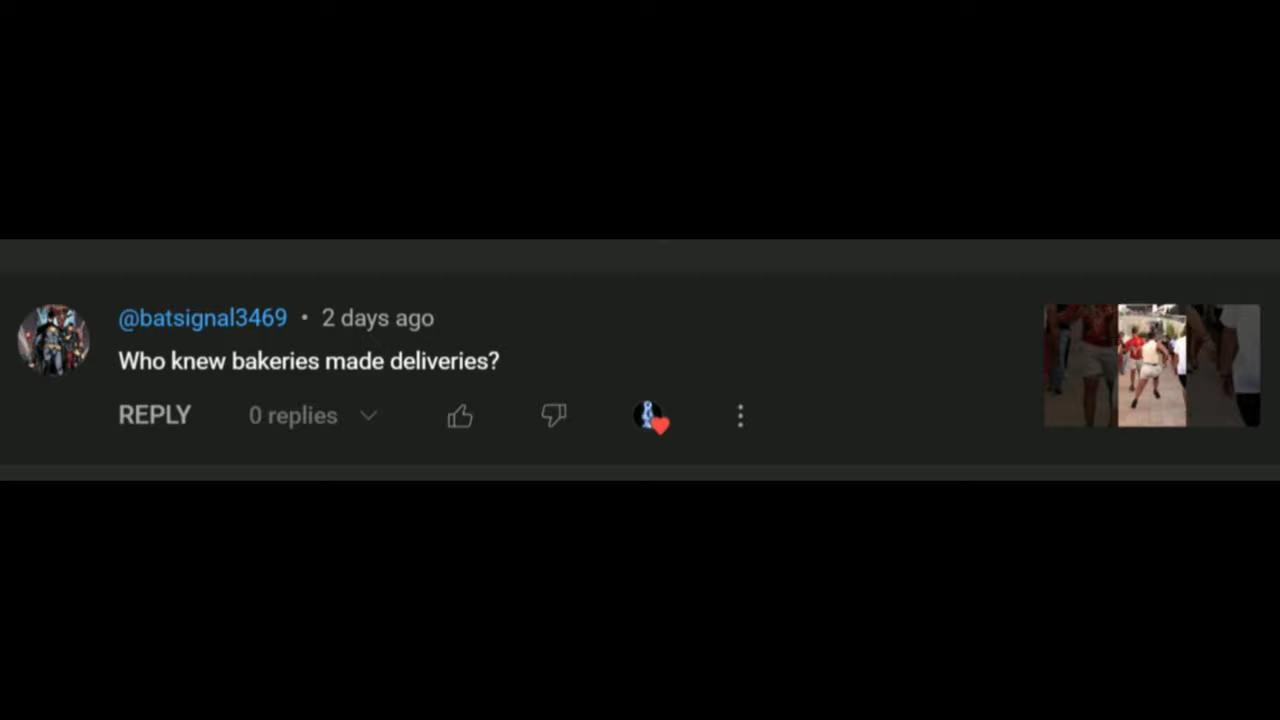 @batsignal3469 • 2 days ago
Who knew bakeries made deliveries?
REPLY 0 replies